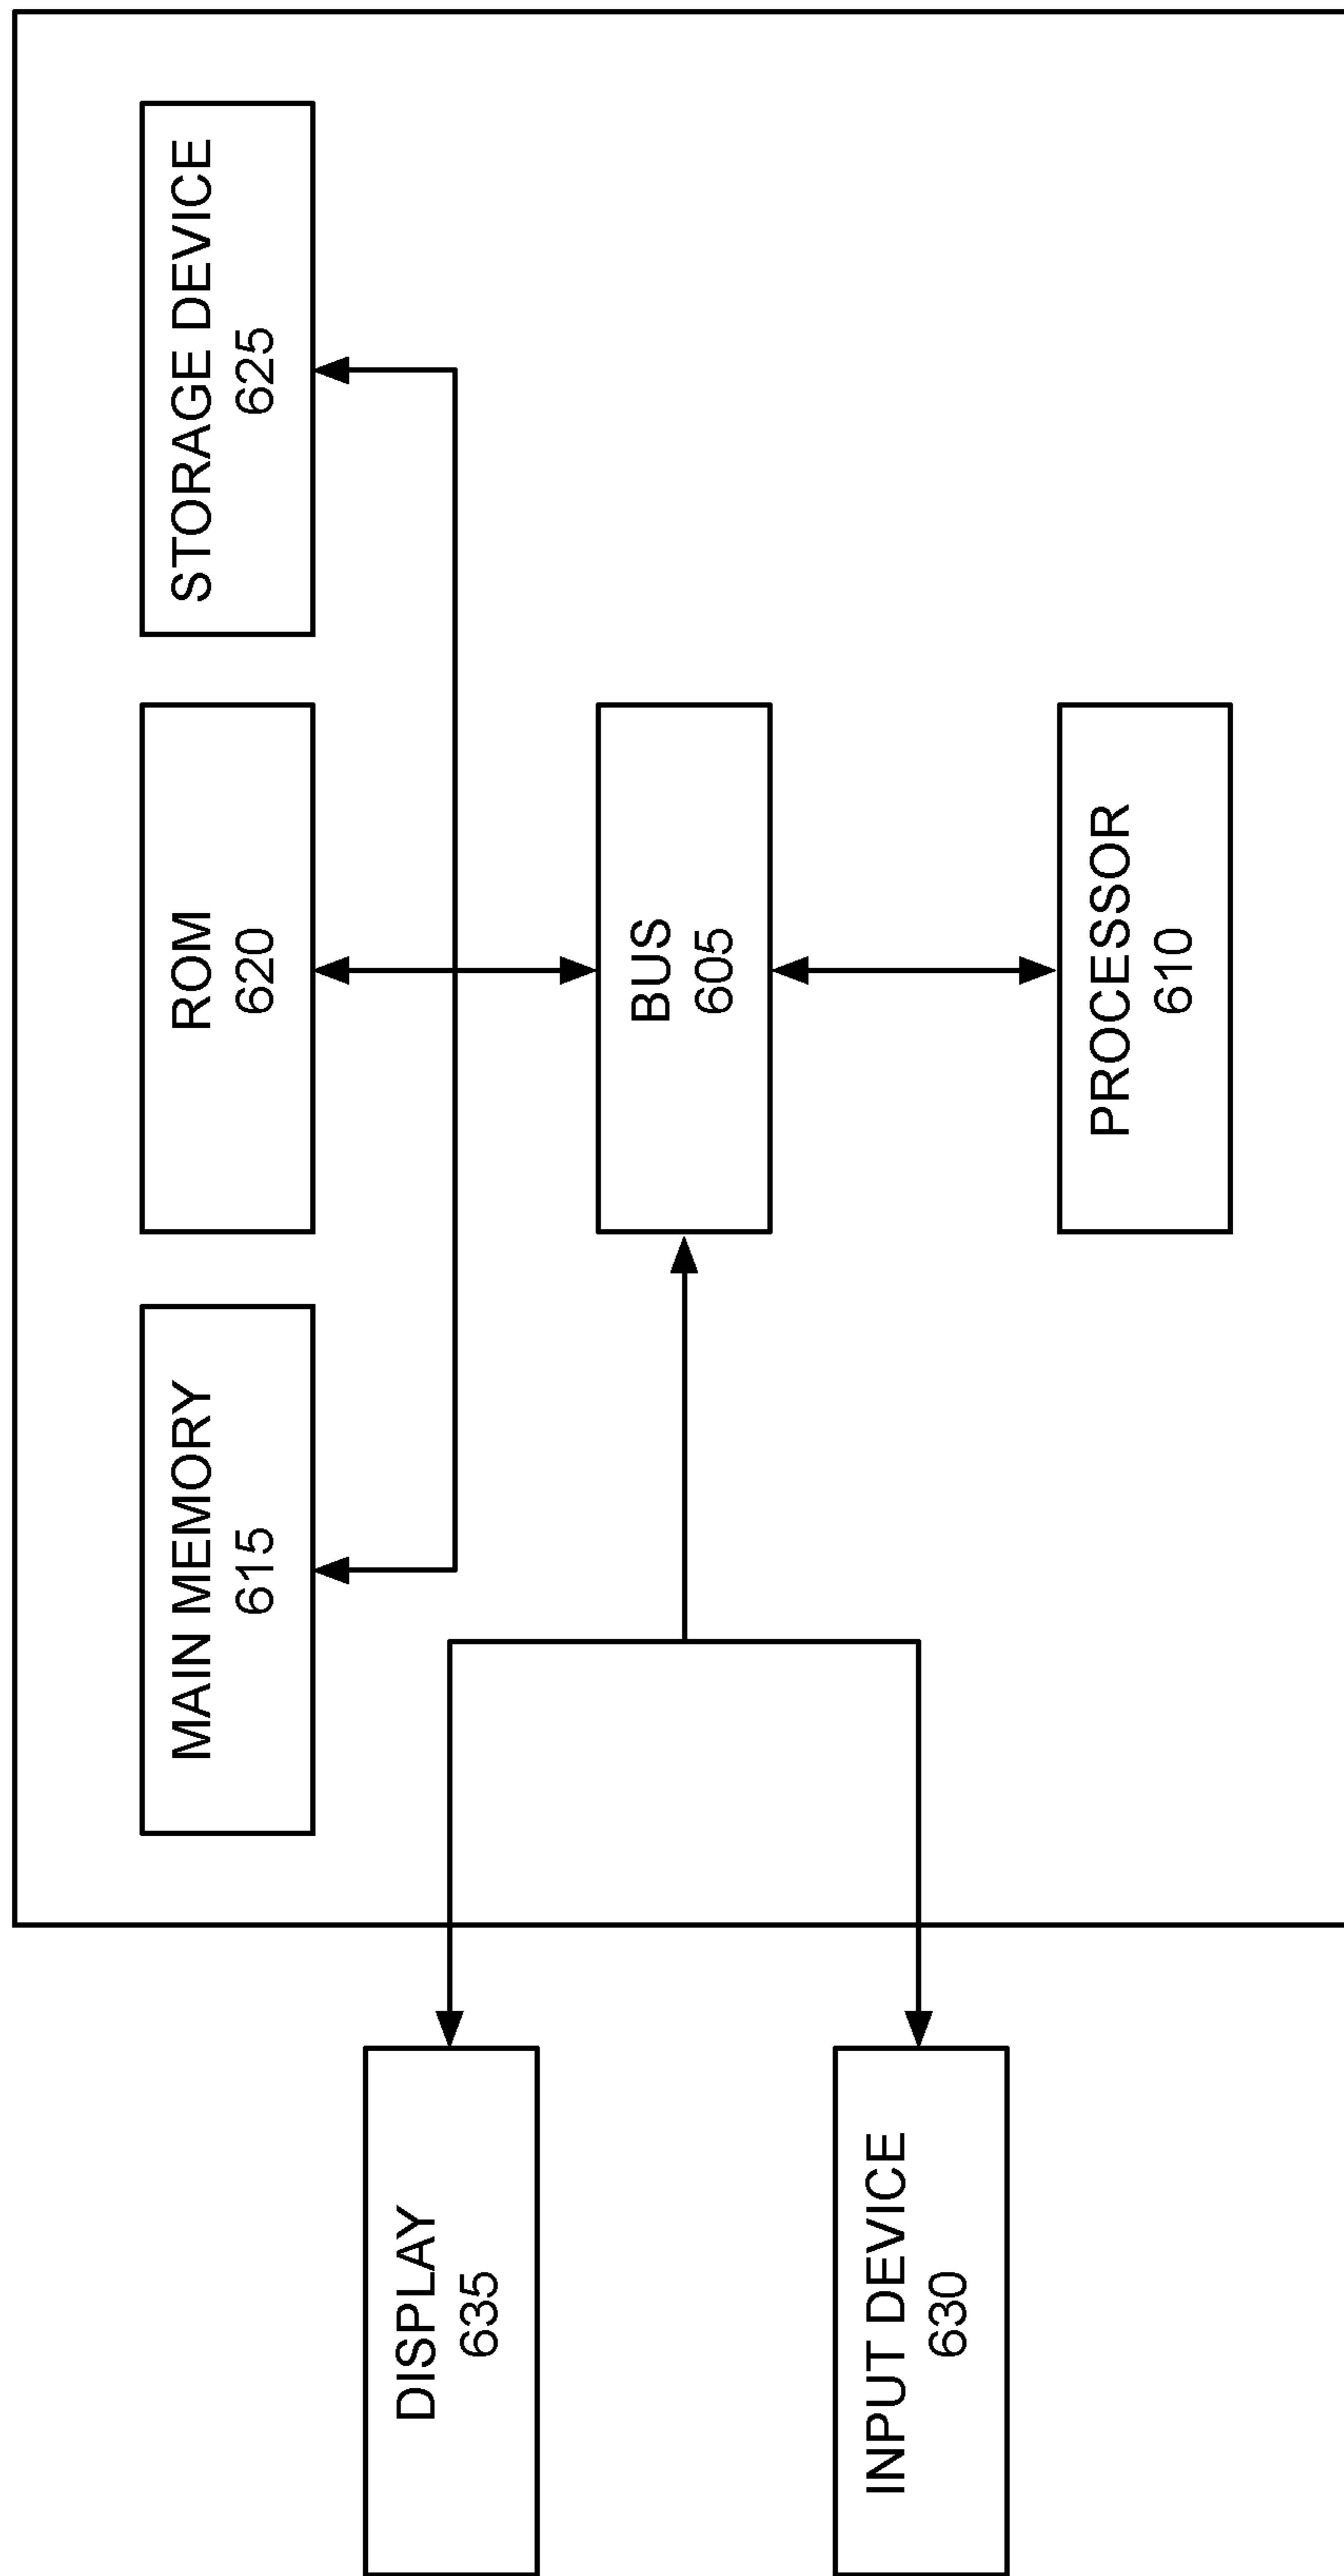 MAIN MEMORY
615
ROM
620
STORAGE DEVICE
625
DISPLAY
635
BUS
605
INPUT DEVICE
630
PROCESSOR
610